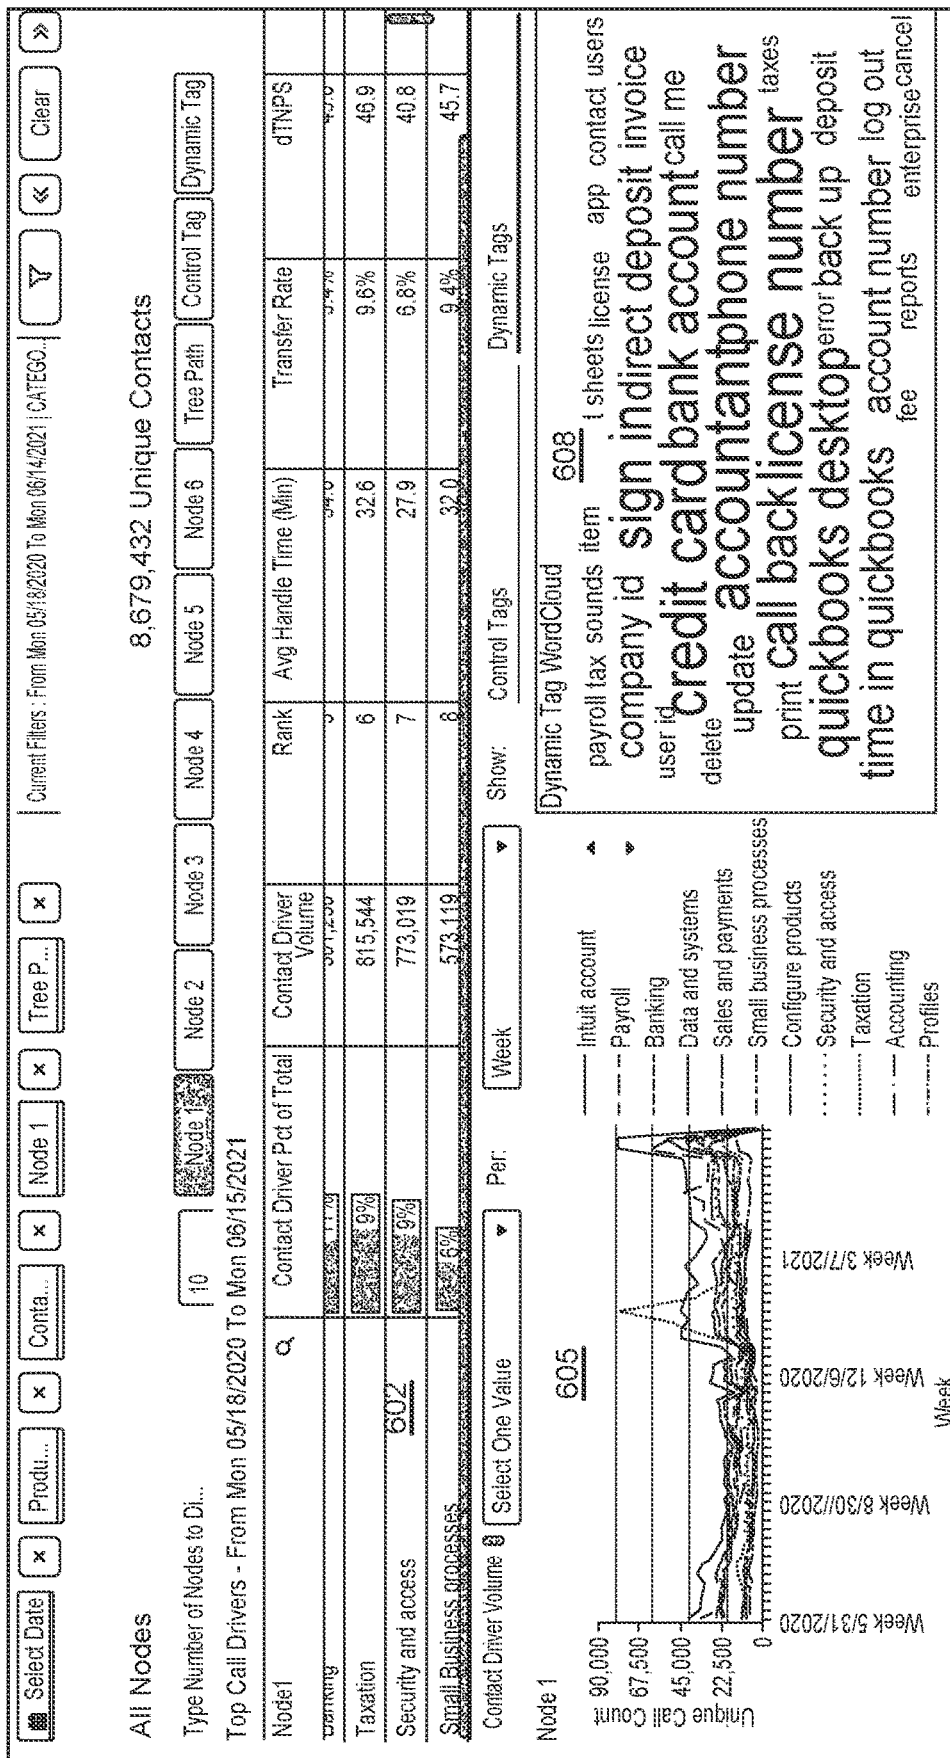 Select Date × Produ... × Conta... × Node 1 × Tree P... ×
Current Filters : From Mon 05/18/2020 To Mon 06/14/2021 | CATEGO..
« Clear »
All Nodes
8,679,432 Unique Contacts
Type Number of Nodes to Di...
10
Node 1 Node 2 Node 3 Node 4 Node 5 Node 6 Tree Path Control Tag Dynamic Tag
Top Call Drivers - From Mon 05/18/2020 To Mon 06/15/2021
Node1 Contact Driver Pct of Total Contact Driver Volume Rank Avg Handle Time (Min) Transfer Rate dTNPS
Banking 11%
Taxation 9% 815,544 6 32.6 9.6% 46.9
Security and access 9% 773,019 7 27.9 6.8% 40.8
Small Business processes 6% 573,119 8 32.0 9.4% 45.7
602
Contact Driver Volume Select One Value Per: Week Show: Control Tags Dynamic Tags
Node 1
605
Unique Call Count
90,000
67,500
45,000
22,500
0
Week 5/31/2020
Week 8/30//2020
Week 12/6/2020
Week 3/7/2021
Week
Intuit account
Payroll
Banking
Data and systems
Sales and payments
Small business processes
Configure products
Security and access
Taxation
Accounting
Profiles
Dynamic Tag WordCloud
608
payroll tax sounds item t sheets license app contact users
company id sign in direct deposit invoice
user id credit card bank account call me
delete
update accountant phone number
print call back license number taxes
quickbooks desktop error back up deposit
time in quickbooks account number log out
fee reports enterprise cancel